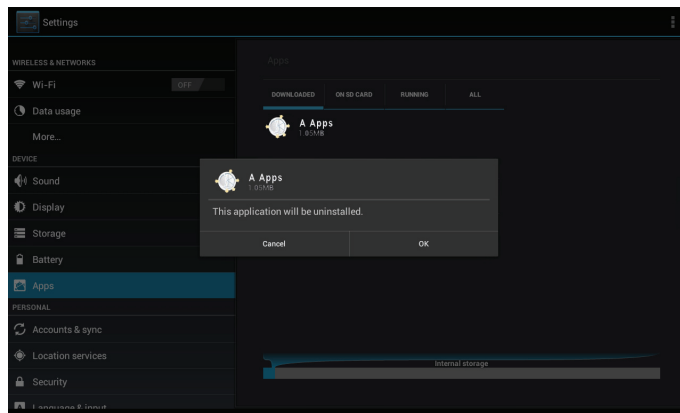 Settings
WIRELESS & NETWORKS
Wi-Fi
OFF
Data usage
More...
DEVICE
Sound
Display
Storage
Battery
Apps
PERSONAL
Accounts & sync
Location services
Security
Language & input
Apps
DOWNLOADED
ON SD CARD
RUNNING
ALL
A Apps
1.05MB
A Apps
1.05MB
This application will be uninstalled.
Cancel
OK
Internal storage